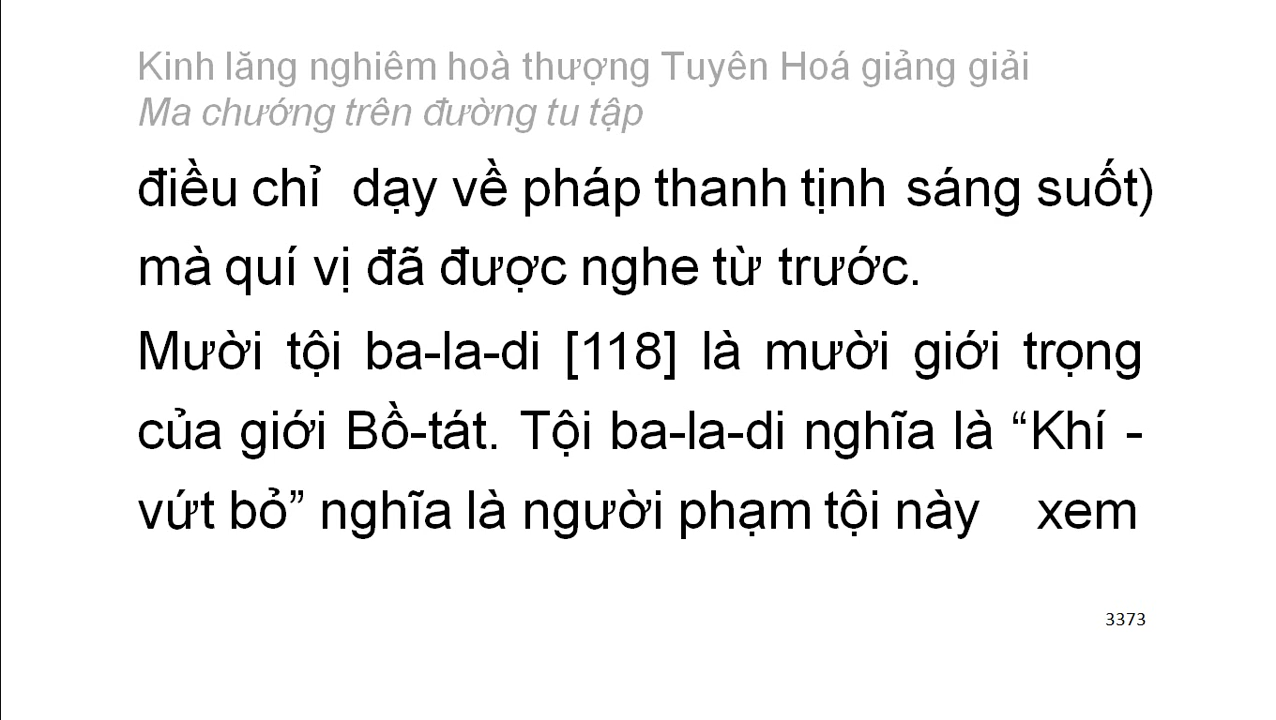 Kinh lăng nghiêm hoà thượng Tuyên Hoá giảng giải
Ma chướng trên đường tu tập
điều chỉ dạy về pháp thanh tịnh sáng suốt)
mà quí vị đã được nghe từ trước.
Mười tội ba-la-di [118] là mười giới trọng
của giới Bồ-tát. Tội ba-la-di nghĩa là “Khí -
vứt bỏ” nghĩa là người phạm tội này xem
3373